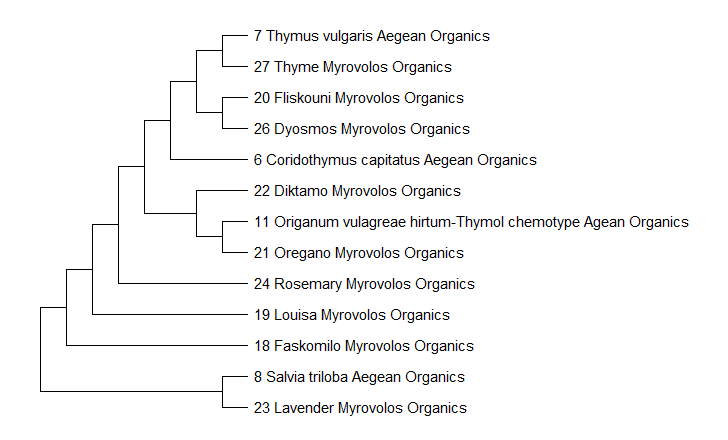 7 Thymus vulgaris Aegean Organics
27 Thyme Myrovolos Organics
20 Fliskouni Myrovolos Organics
26 Dyosmos Myrovolos Organics
6 Coridothymus capitatus Aegean Organics
22 Diktamo Myrovolos Organics
11 Origanum vulagreae hirtum-Thymol chemotype Agean Organics
21 Oregano Myrovolos Organics
24 Rosemary Myrovolos Organics
19 Louisa Myrovolos Organics
18 Faskomilo Myrovolos Organics
8 Salvia triloba Aegean Organics
23 Lavender Myrovolos Organics